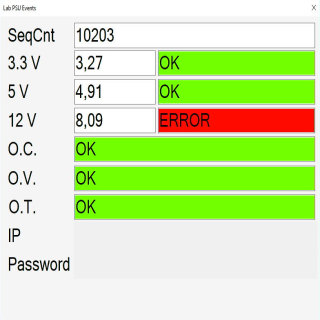 Lab PSU Events X
SeqCnt 10203
3.3 V 3,27 OK
5 V 4,91 OK
12 V 8,09 ERROR
O.C. OK
O.V. OK
O.T. OK
IP
Password